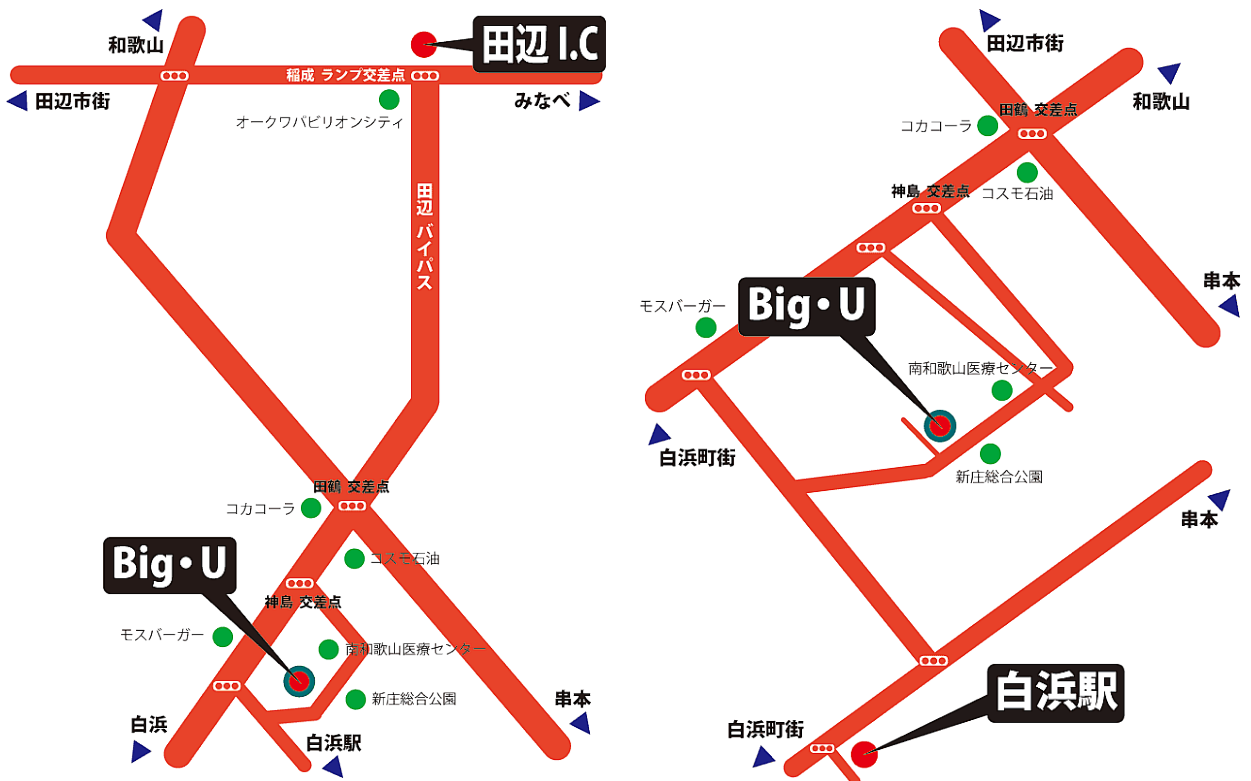 和歌山
田辺 I.C
稲成 ランプ交差点
田辺市街
みなべ
オークワパビリオンシティ
田辺 バイパス
田鶴 交差点
コカコーラ
コスモ石油
Big・U
神島 交差点
モスバーガー
南和歌山医療センター
新庄総合公園
白浜
白浜駅
串本
田辺市街
和歌山
田鶴 交差点
コカコーラ
コスモ石油
神島 交差点
串本
Big・U
モスバーガー
南和歌山医療センター
白浜町街
新庄総合公園
串本
白浜駅
白浜町街